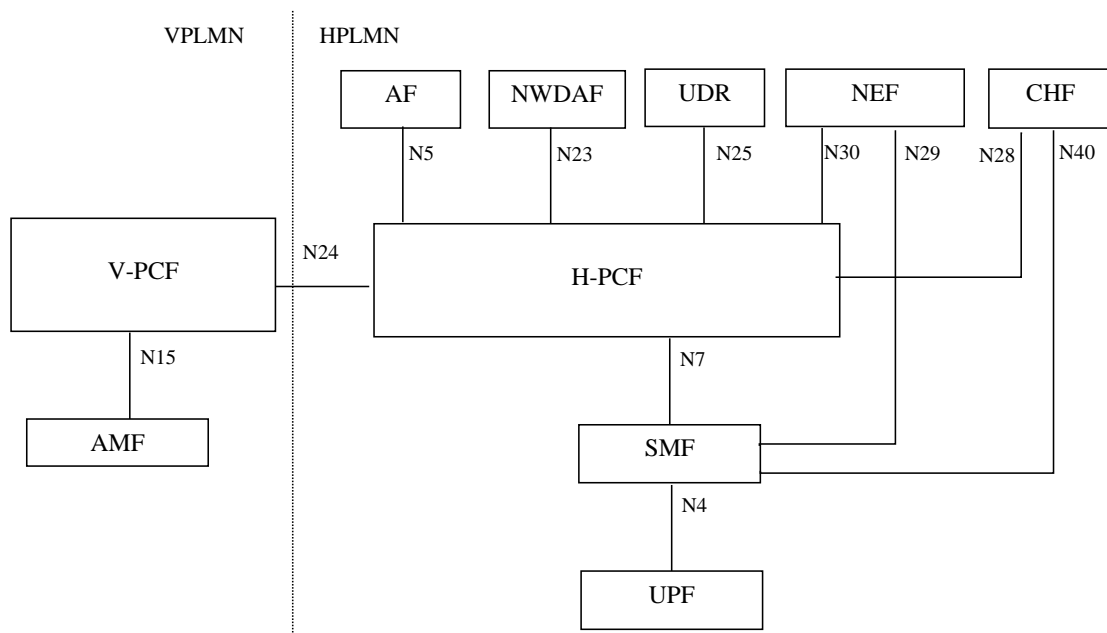 VPLMN
HPLMN
AF
NWDAF
UDR
NEF
CHF
N5
N23
N25
N30
N29
N28
N40
V-PCF
N24
H-PCF
N15
N7
AMF
SMF
N4
UPF